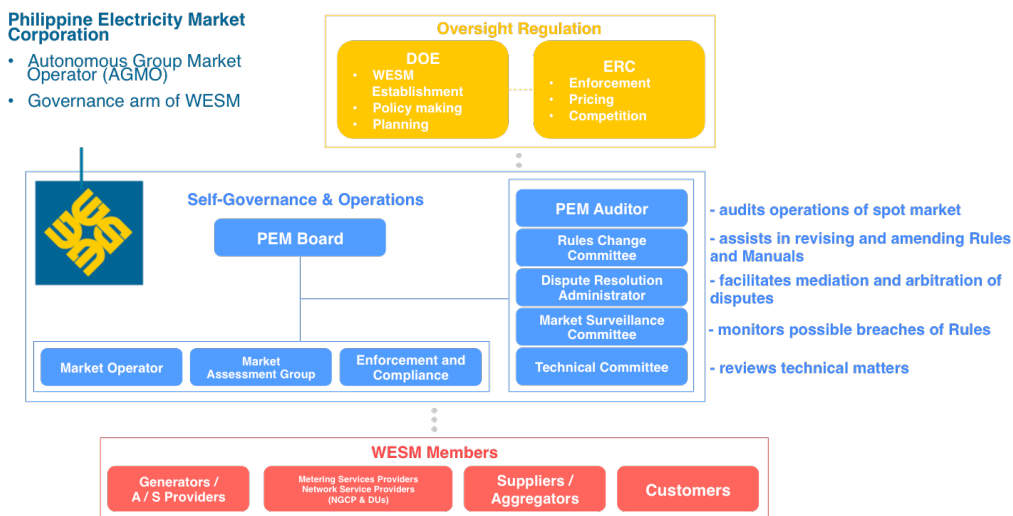 Philippine Electricity Market
Corporation
• Autonomous Group Market
Operator (AGMO)
• Governance arm of WESM
Oversight Regulation
DOE
• WESM
Establishment
• Policy making
• Planning
ERC
• Enforcement
• Pricing
• Competition
Self-Governance & Operations
PEM Board
Market Operator
Market
Assessment Group
Enforcement and
Compliance
PEM Auditor
- audits operations of spot market
Rules Change
Committee
- assists in revising and amending Rules
and Manuals
Dispute Resolution
Administrator
- facilitates mediation and arbitration of
disputes
Market Surveillance
Committee
- monitors possible breaches of Rules
Technical Committee
- reviews technical matters
WESM Members
Generators /
A / S Providers
Metering Services Providers
Network Service Providers
(NGCP & DUs)
Suppliers /
Aggregators
Customers